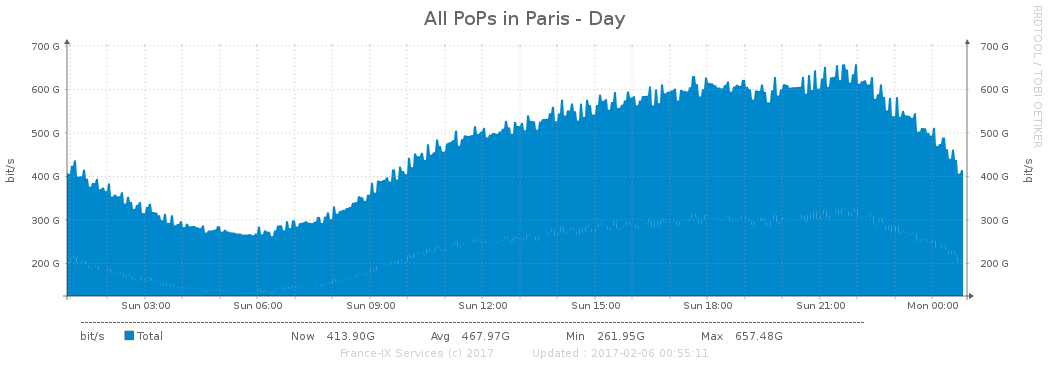 All PoPs in Paris - Day
RRDTOOL / TOBI OETIKER
bit/s
bit/s
700 G 700 G
600 G 600 G
500 G 500 G
400 G 400 G
300 G 300 G
200 G 200 G
Sun 03:00 Sun 06:00 Sun 09:00 Sun 12:00 Sun 15:00 Sun 18:00 Sun 21:00 Mon 00:00
bit/s Total Now 413.90G Avg 467.97G Min 261.95G Max 657.48G
France-IX Services (c) 2017 Updated : 2017-02-06 00:55:11